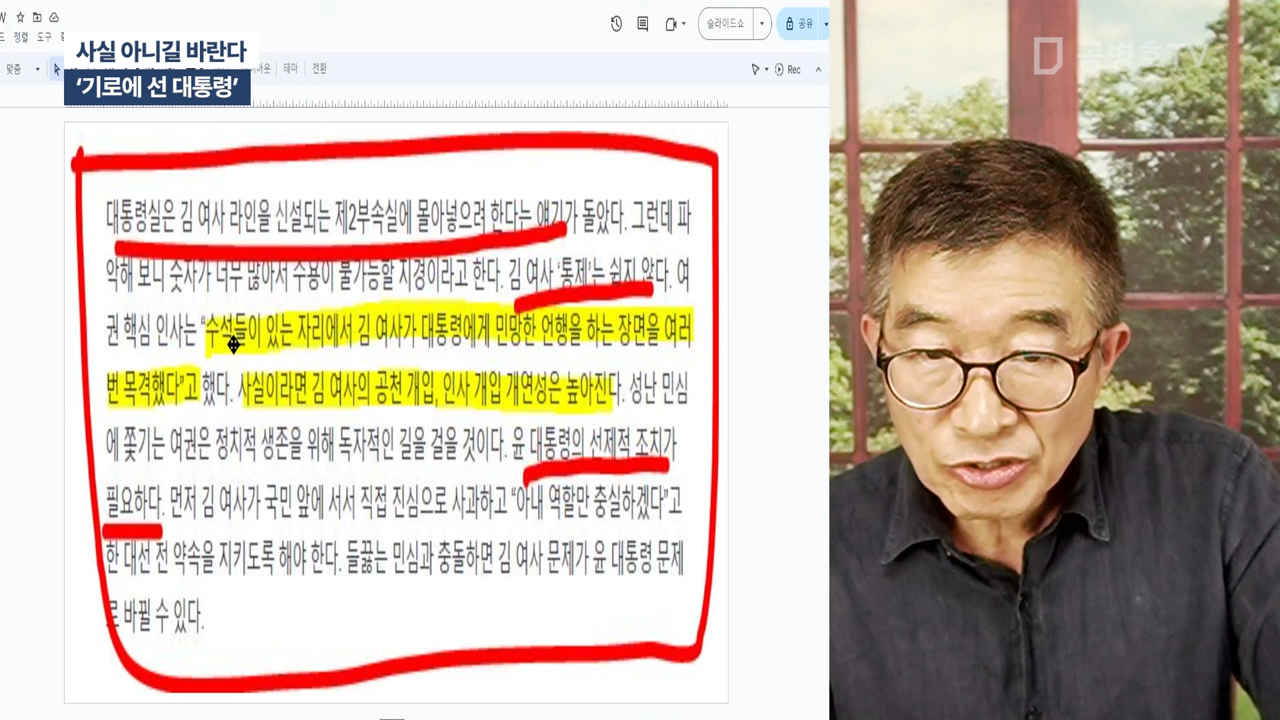 사실 아니길 바란다
‘기로에 선 대통령’
슬라이드쇼
공유
정렬 도구
맞춤
테마
전환
Rec
공병호TV
대통령실은 김 여사 라인을 신설되는 제2부속실에 몰아넣으려 한다는 얘기가 돌았다. 그런데 파
악해 보니 숫자가 너무 많아서 수용이 불가능할 지경이라고 한다. 김 여사 ‘통제’는 쉽지 않다. 여
권 핵심 인사는 “수석들이 있는 자리에서 김 여사가 대통령에게 민망한 언행을 하는 장면을 여러
번 목격했다”고 했다. 사실이라면 김 여사의 공천 개입, 인사 개입 개연성은 높아진다. 성난 민심
에 쫓기는 여권은 정치적 생존을 위해 독자적인 길을 걸을 것이다. 윤 대통령의 선제적 조치가
필요하다. 먼저 김 여사가 국민 앞에 서서 직접 진심으로 사과하고 “아내 역할만 충실하겠다”고
한 대선 전 약속을 지키도록 해야 한다. 들끓는 민심과 충돌하면 김 여사 문제가 윤 대통령 문제
로 바뀔 수 있다.